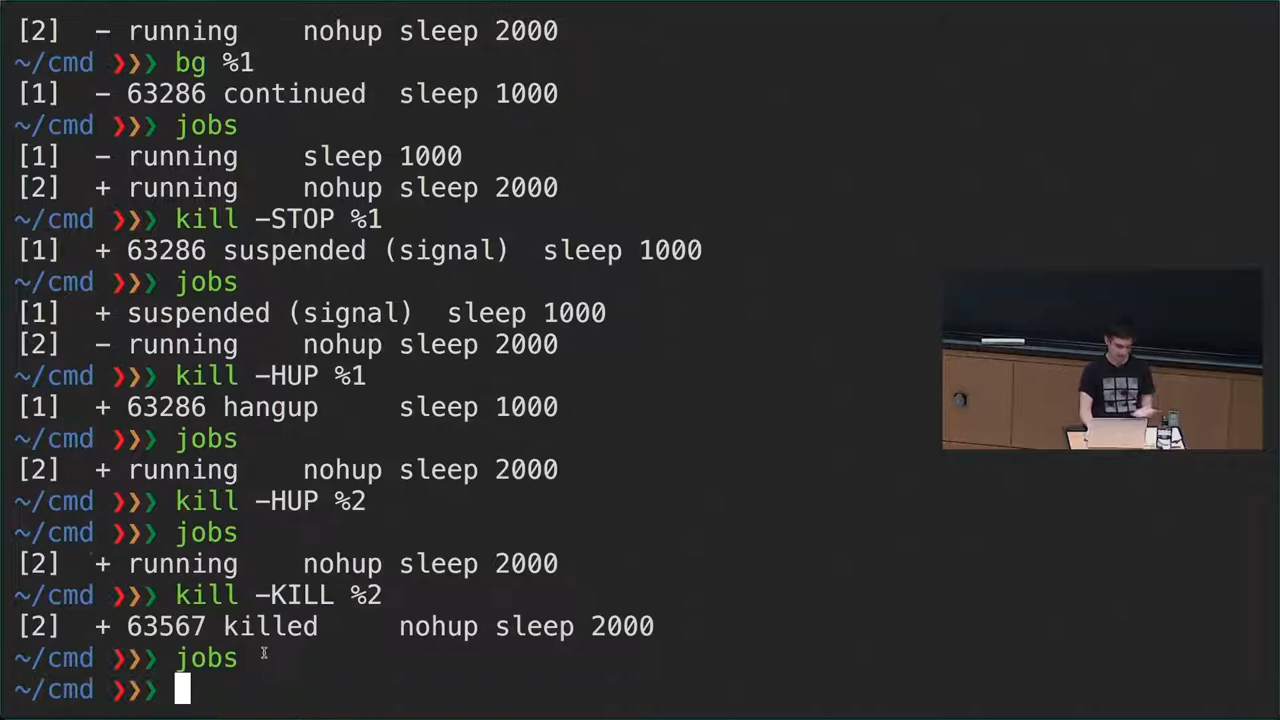 [2]  - running    nohup sleep 2000
~/cmd ❯❯❯ bg %1
[1]  - 63286 continued  sleep 1000
~/cmd ❯❯❯ jobs
[1]  - running    sleep 1000
[2]  + running    nohup sleep 2000
~/cmd ❯❯❯ kill -STOP %1
[1]  + 63286 suspended (signal)  sleep 1000
~/cmd ❯❯❯ jobs
[1]  + suspended (signal)  sleep 1000
[2]  - running    nohup sleep 2000
~/cmd ❯❯❯ kill -HUP %1
[1]  + 63286 hangup     sleep 1000
~/cmd ❯❯❯ jobs
[2]  + running    nohup sleep 2000
~/cmd ❯❯❯ kill -HUP %2
~/cmd ❯❯❯ jobs
[2]  + running    nohup sleep 2000
~/cmd ❯❯❯ kill -KILL %2
[2]  + 63567 killed     nohup sleep 2000
~/cmd ❯❯❯ jobs
~/cmd ❯❯❯